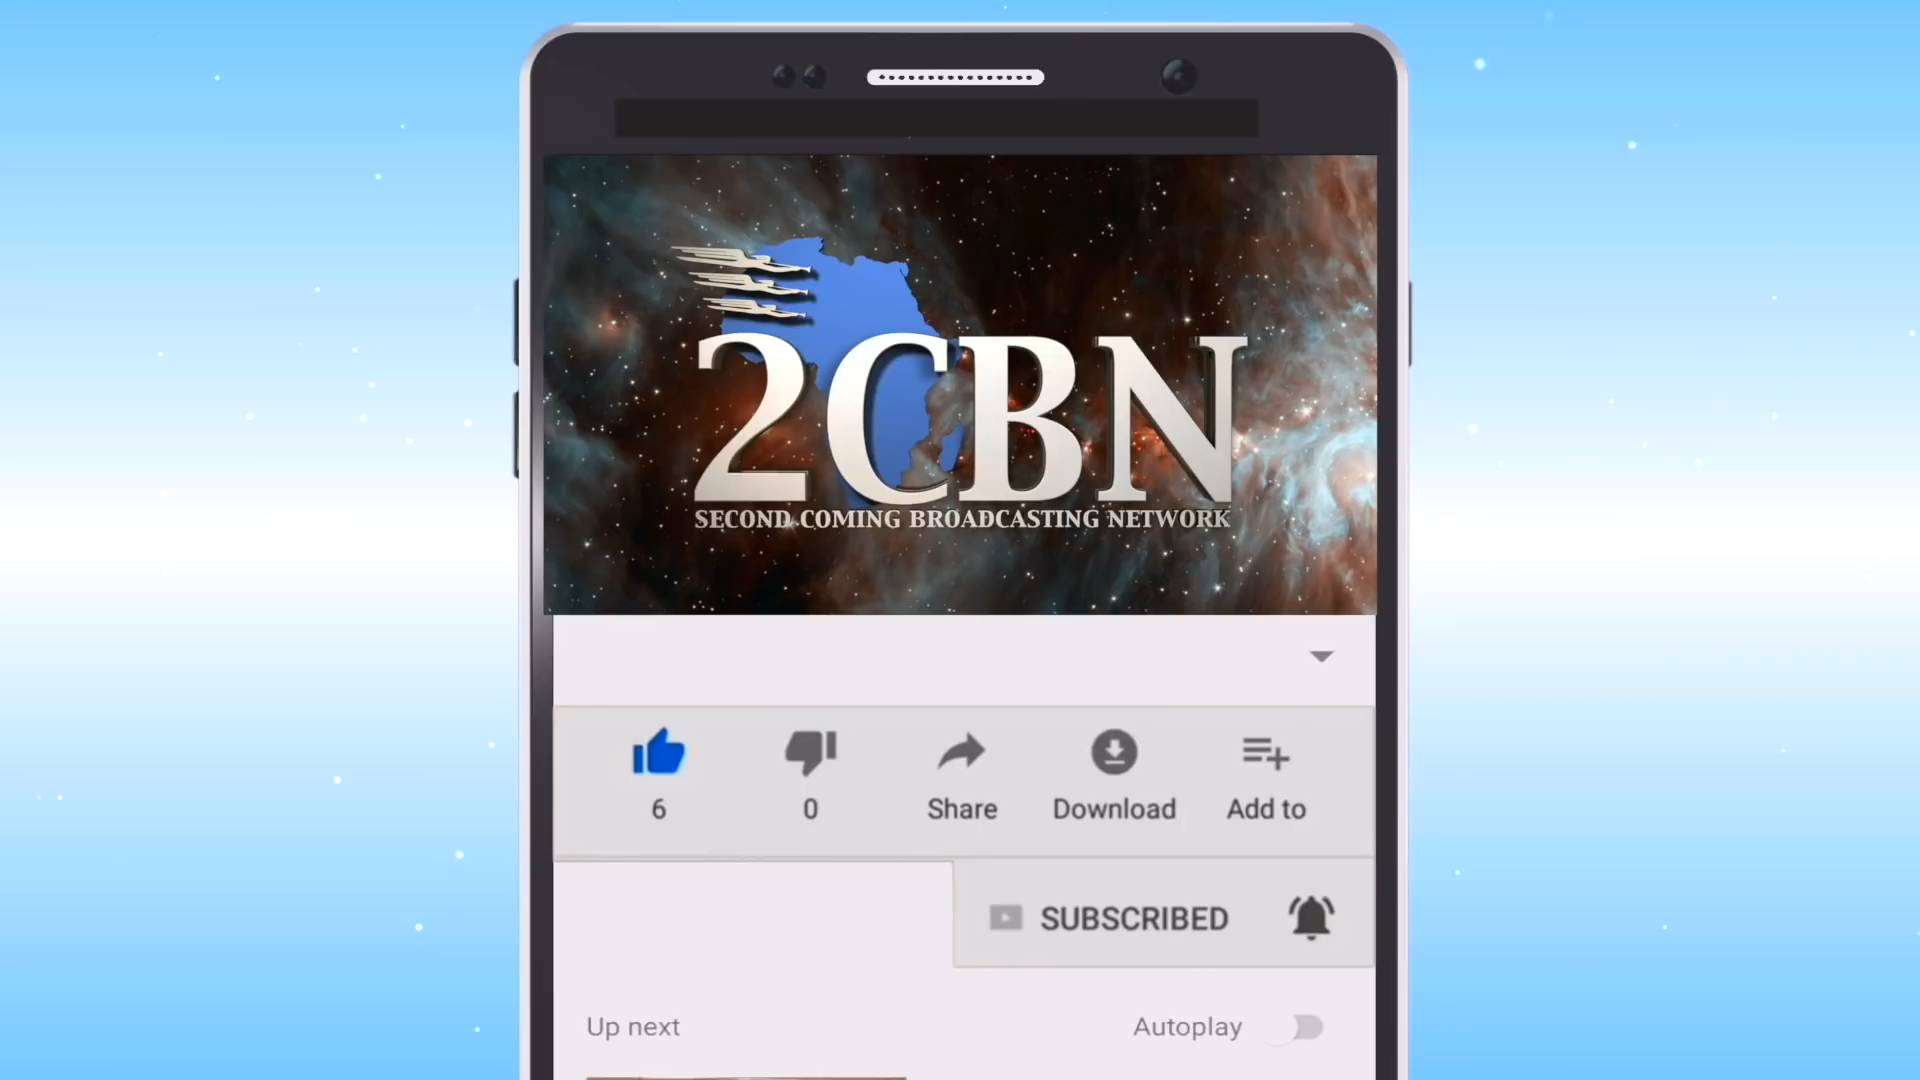 2CBN
SECOND COMING BROADCASTING NETWORK
6
0
Share
Download
Add to
SUBSCRIBED
Up next
Autoplay